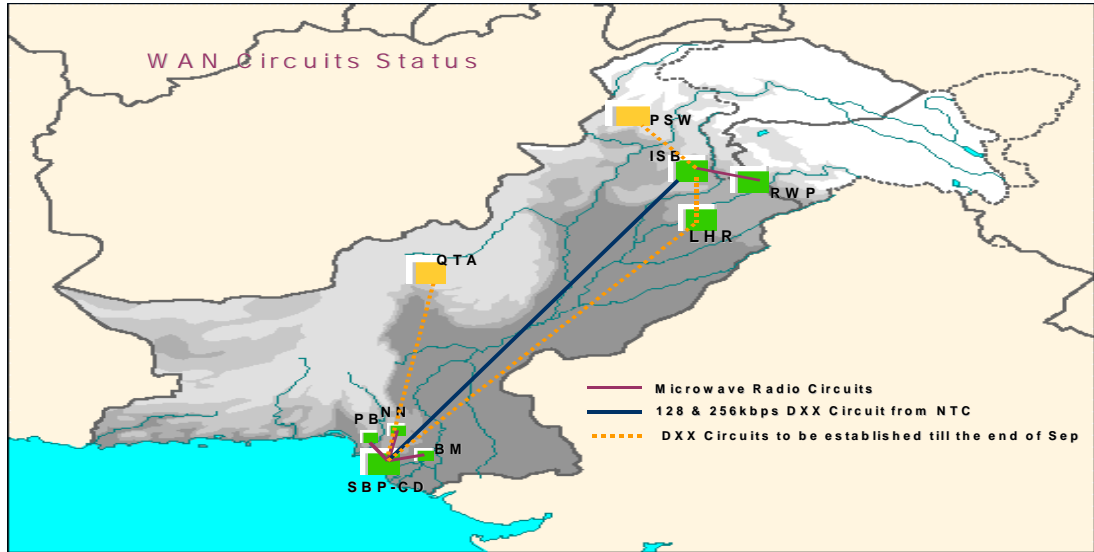 WAN Circuits Status
PSW
ISB
RWP
LHR
QTA
Microwave Radio Circuits
128 & 256kbps DXX Circuit from NTC
DXX Circuits to be established till the end of Sep
PB
NN
BM
SBP-CD